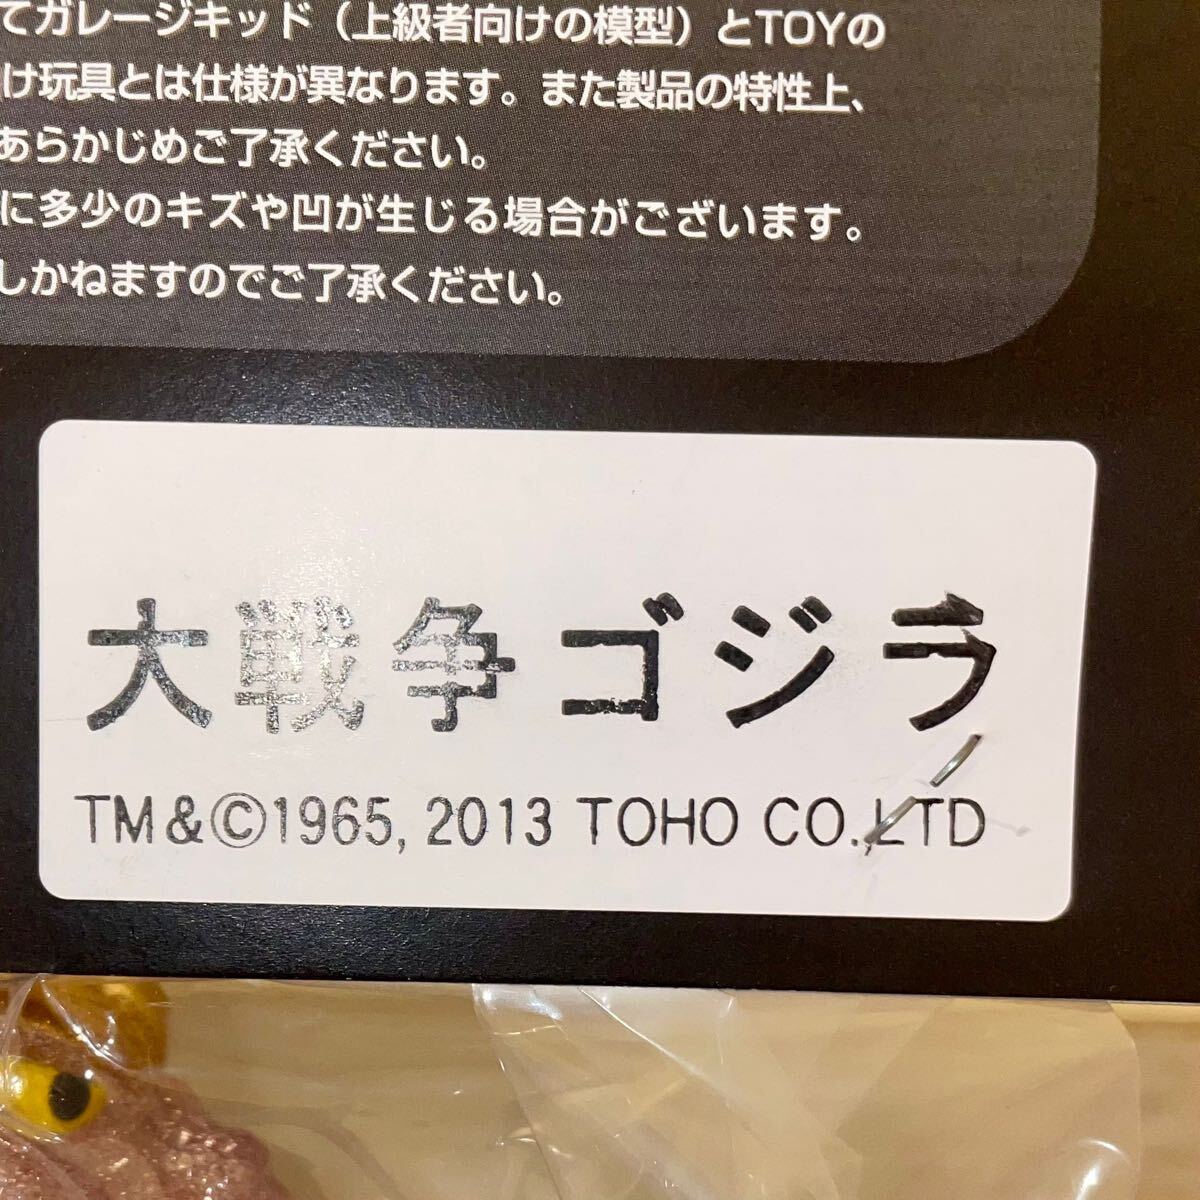 てガレージキッド（上級者向けの模型）とTOYの
け玩具とは仕様が異なります。また製品の特性上、
あらかじめご了承ください。
に多少のキズや凹が生じる場合がございます。
しかねますのでご了承ください。
大戦争ゴジラ
TM&©1965, 2013 TOHO CO.,LTD